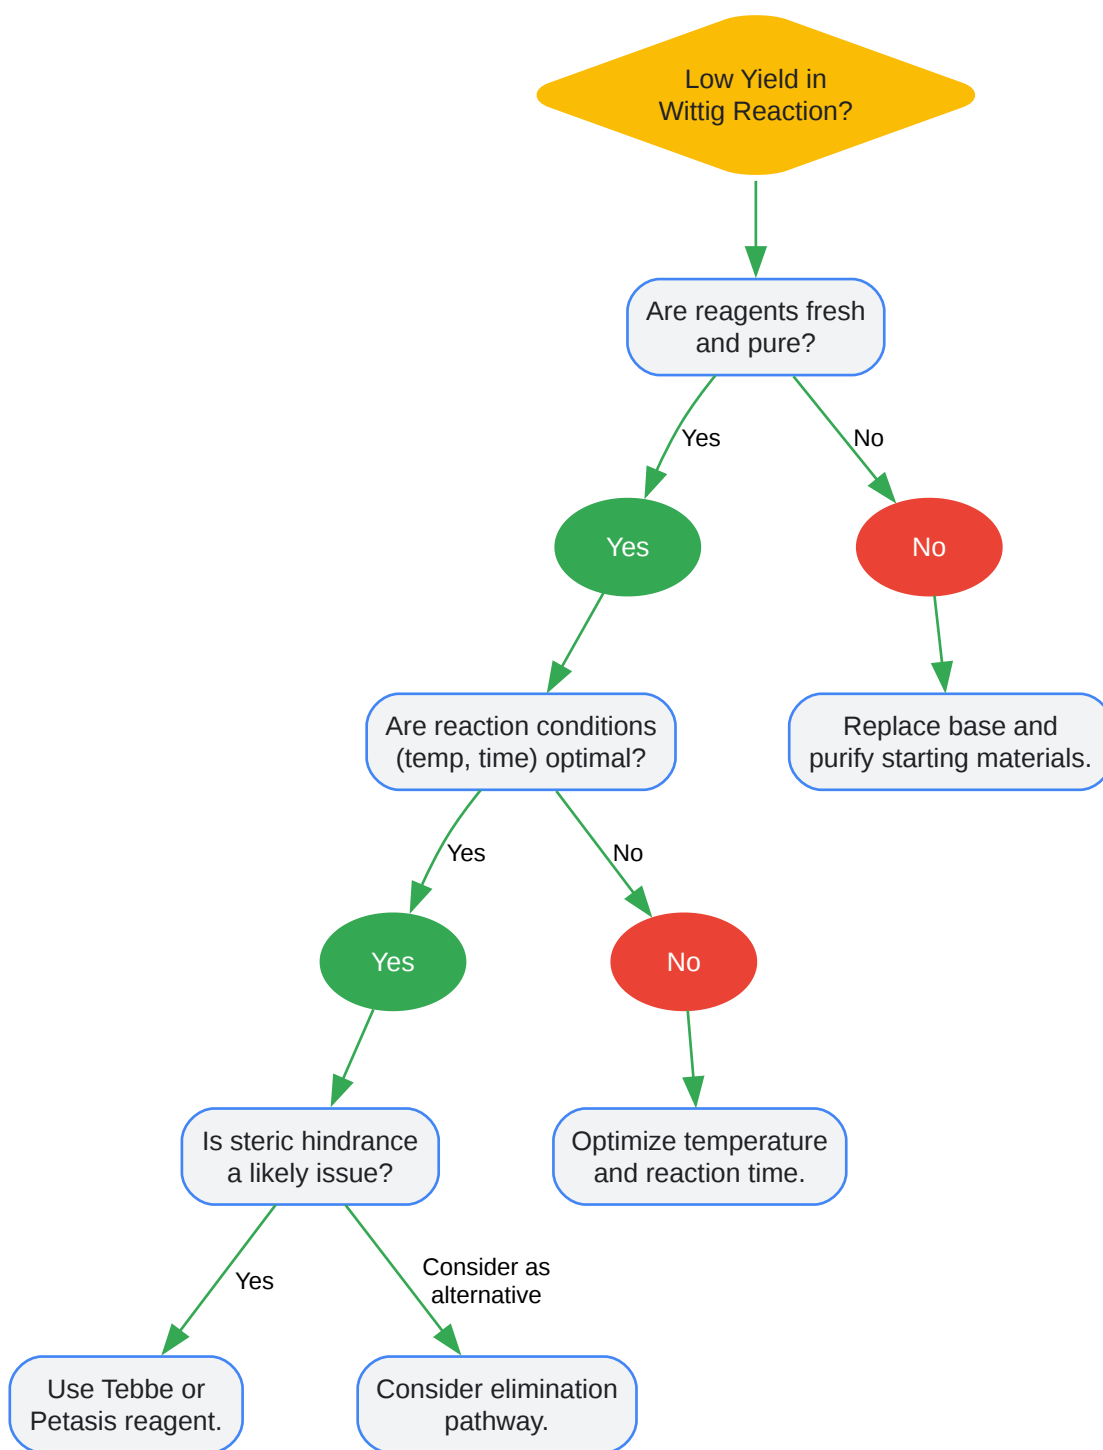 Low Yield in
Wittig Reaction?
Are reagents fresh
and pure?
Yes
No
Yes
No
Are reaction conditions
(temp, time) optimal?
Replace base and
purify starting materials.
Yes
No
Yes
No
Is steric hindrance
a likely issue?
Optimize temperature
and reaction time.
Yes
Consider as
alternative
Use Tebbe or
Petasis reagent.
Consider elimination
pathway.